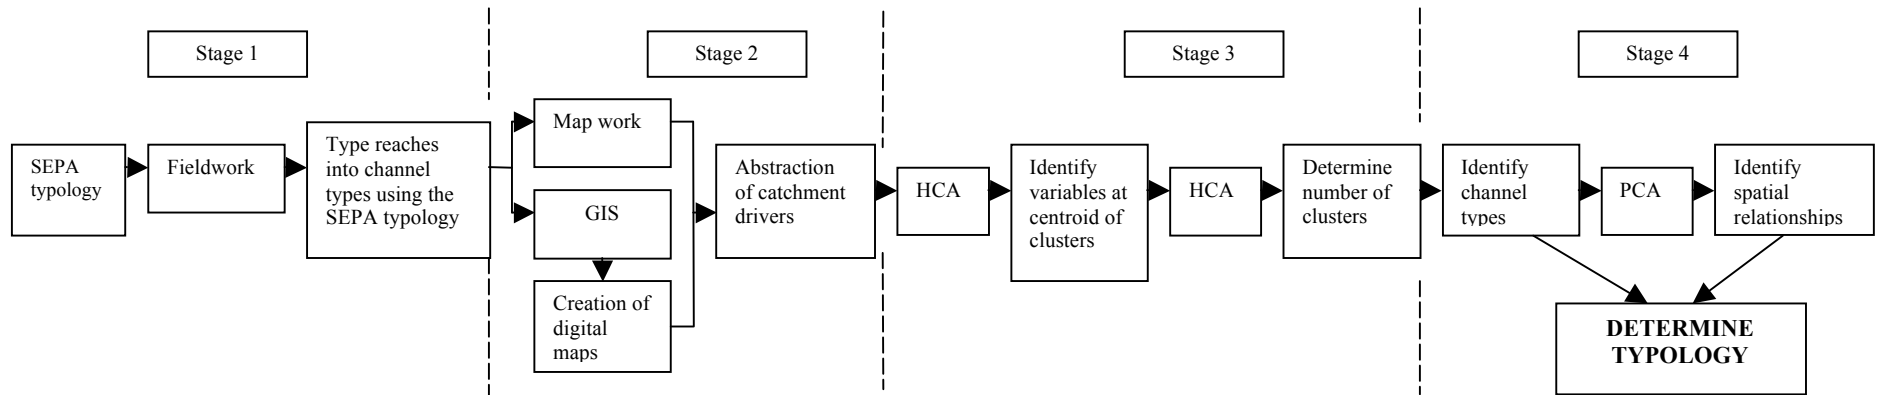 Stage 1
Stage 2
Stage 3
Stage 4
SEPA
typology
Fieldwork
Type reaches
into channel
types using the
SEPA typology
Map work
GIS
Creation of
digital
maps
Abstraction
of catchment
drivers
HCA
Identify
variables at
centroid of
clusters
HCA
Determine
number of
clusters
Identify
channel
types
PCA
Identify
spatial
relationships
DETERMINE
TYPOLOGY